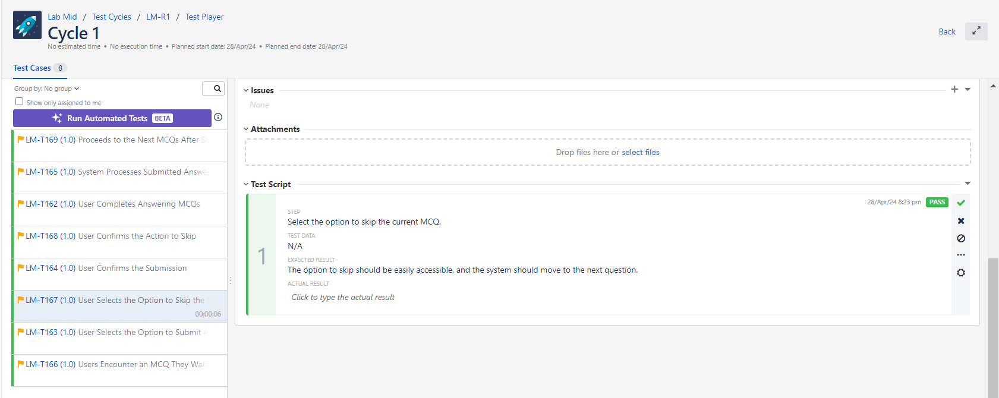 Lab Mid / Test Cycles / LM-R1 / Test Player
Cycle 1
No estimated time • No execution time • Planned start date: 28/Apr/24 • Planned end date: 28/Apr/24
Back
Test Cases 8
Group by: No group
Show only assigned to me
Run Automated Tests BETA
LM-T169 (1.0) Proceeds to the Next MCQs After
LM-T165 (1.0) System Processes Submitted
LM-T162 (1.0) User Completes Answering MCQs
LM-T168 (1.0) User Confirms the Action to Skip
LM-T164 (1.0) User Confirms the Submission
LM-T167 (1.0) User Selects the Option to Skip the
00:00:06
LM-T163 (1.0) User Selects the Option to Submit
LM-T166 (1.0) Users Encounter an MCQ They
Issues
None
Attachments
Drop files here or select files
Test Script
28/Apr/24 8:23 pm PASS
1
STEP
Select the option to skip the current MCQ.
TEST DATA
N/A
EXPECTED RESULT
The option to skip should be easily accessible, and the system should move to the next question.
ACTUAL RESULT
Click to type the actual result